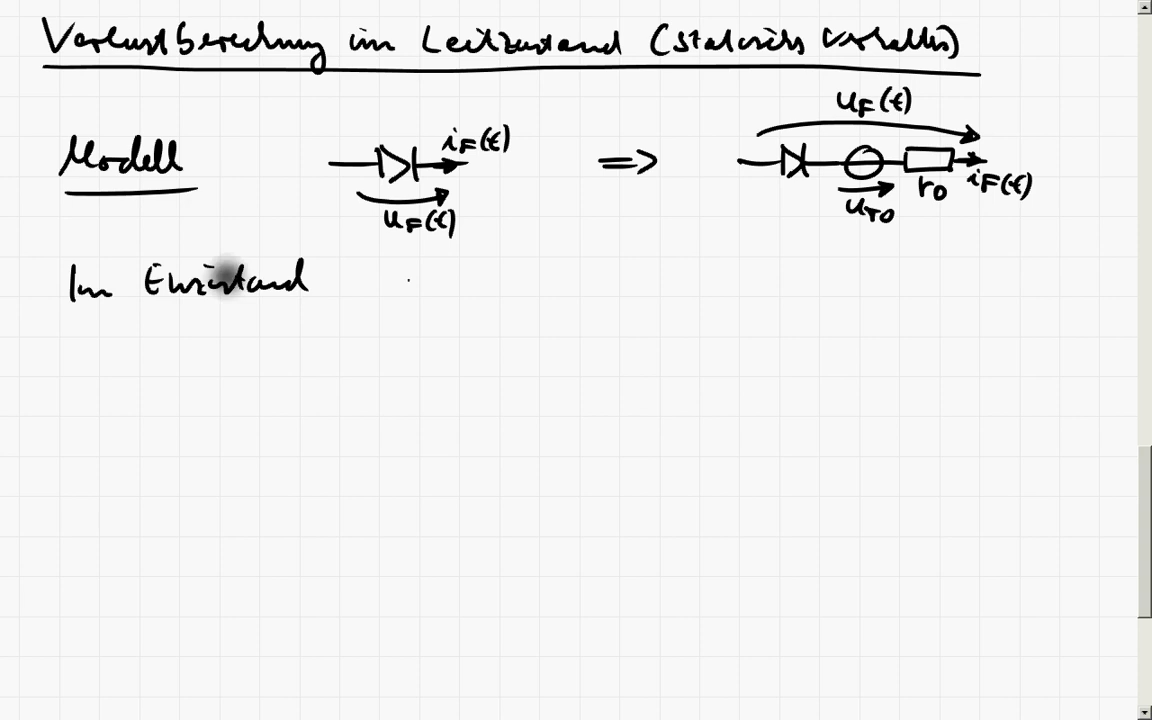 Verlustberechnung im Leitzustand (statisches Verhalten)
Modell iF(t) uF(t) => uF(t) uT0 r0 iF(t)
Im Einzustand